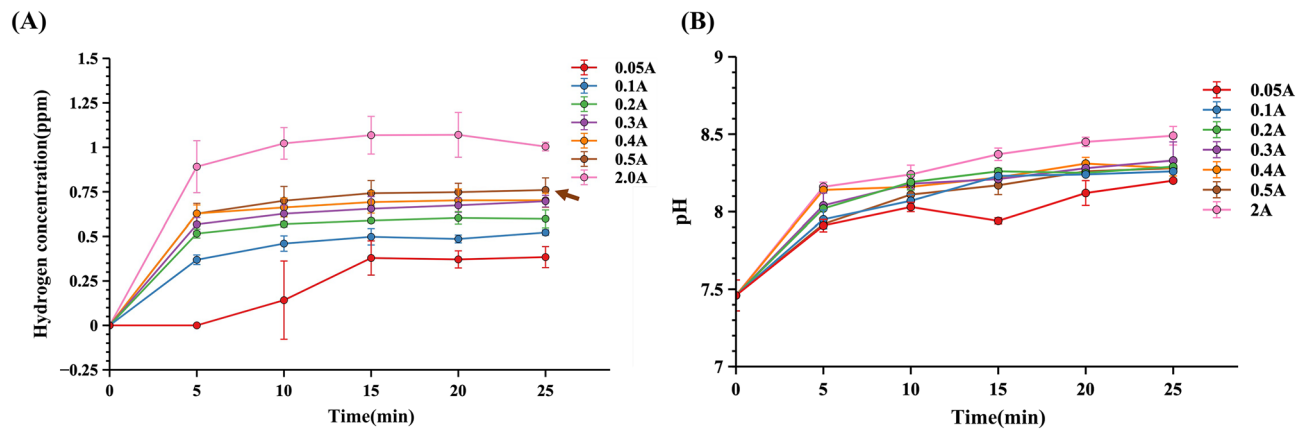 (A)
Hydrogen concentration(ppm)
1.5
1.25
1
0.75
0.5
0.25
0
−0.25
0
5
10
15
20
25
Time(min)
0.05A
0.1A
0.2A
0.3A
0.4A
0.5A
2.0A
(B)
pH
9
8.5
8
7.5
7
0
5
10
15
20
25
Time(min)
0.05A
0.1A
0.2A
0.3A
0.4A
0.5A
2A